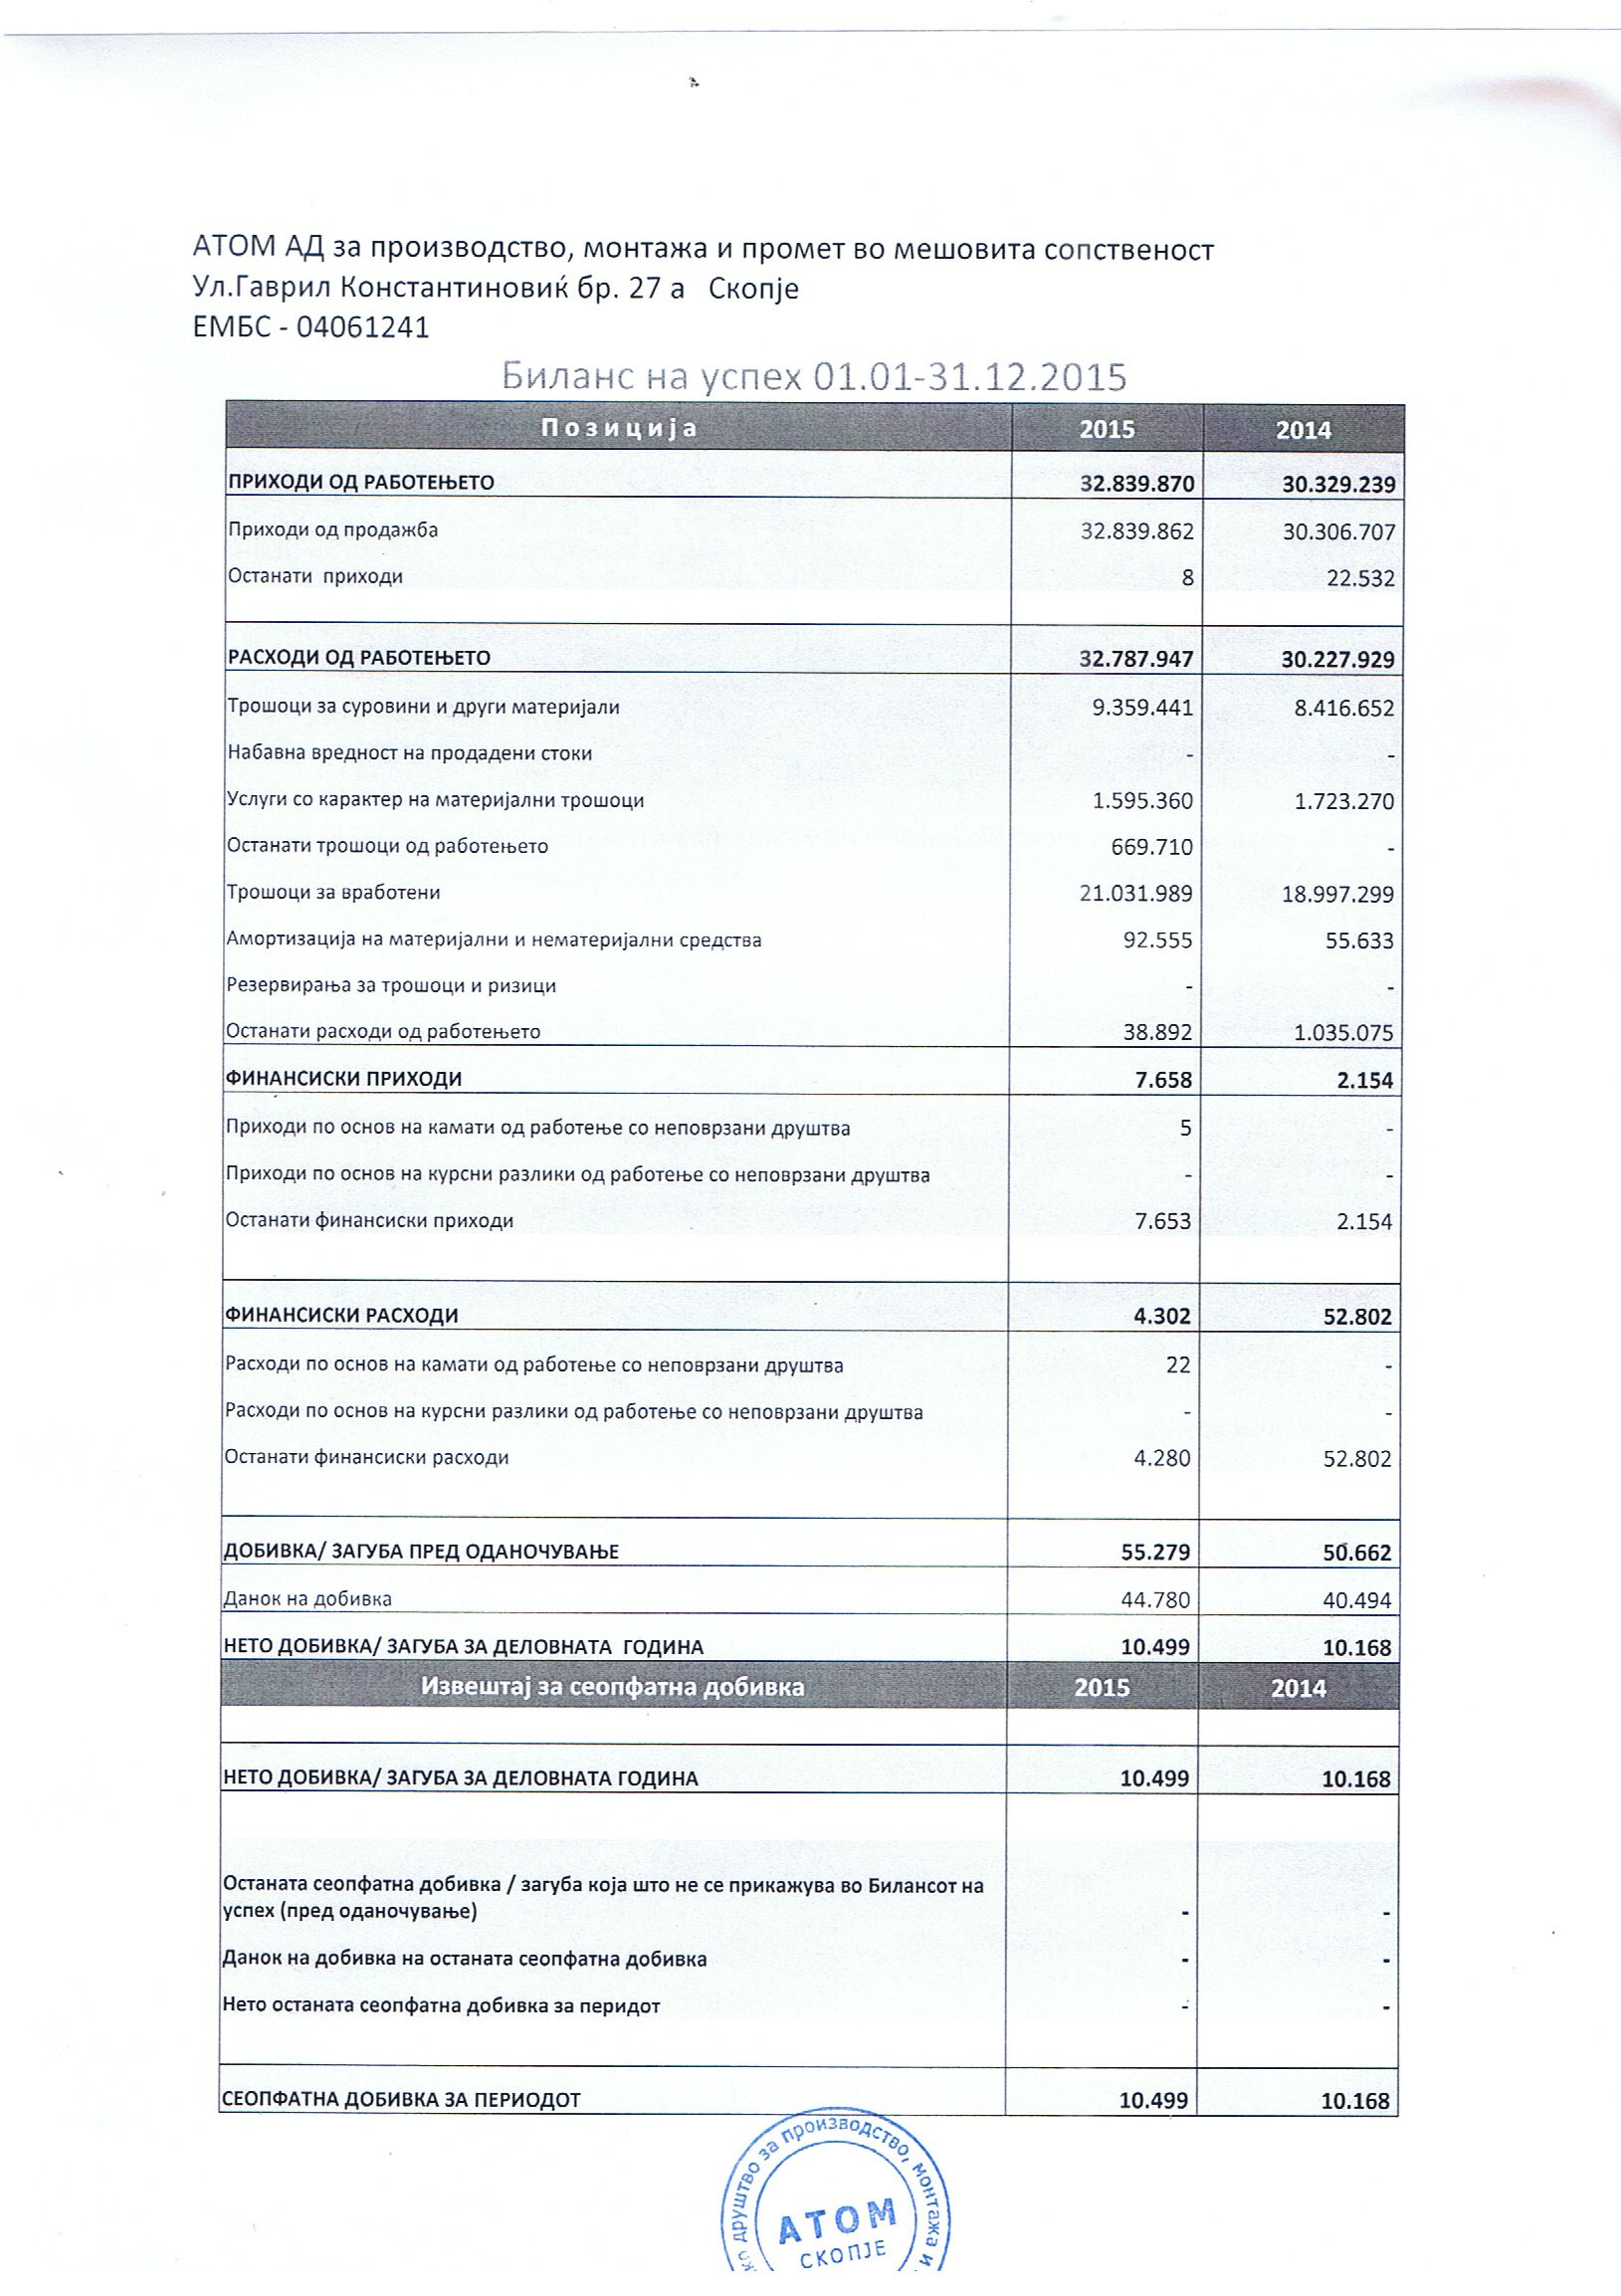 АТОМ АД за производство, монтажа и промет во мешовита сопственост
Ул.Гаврил Константиновиќ бр. 27 а Скопје
ЕМБС - 04061241
Биланс на успех 01.01-31.12.2015
Позиција 2015 2014
ПРИХОДИ ОД РАБОТЕЊЕТО 32.839.870 30.329.239
Приходи од продажба 32.839.862 30.306.707
Останати приходи 8 22.532
РАСХОДИ ОД РАБОТЕЊЕТО 32.787.947 30.227.929
Трошоци за суровини и други материјали 9.359.441 8.416.652
Набавна вредност на продадени стоки - -
Услуги со карактер на материјални трошоци 1.595.360 1.723.270
Останати трошоци од работењето 669.710 -
Трошоци за вработени 21.031.989 18.997.299
Амортизација на материјални и нематеријални средства 92.555 55.633
Резервирања за трошоци и ризици - -
Останати расходи од работењето 38.892 1.035.075
ФИНАНСИСКИ ПРИХОДИ 7.658 2.154
Приходи по основ на камати од работење со неповрзани друштва 5 -
Приходи по основ на курсни разлики од работење со неповрзани друштва - -
Останати финансиски приходи 7.653 2.154
ФИНАНСИСКИ РАСХОДИ 4.302 52.802
Расходи по основ на камати од работење со неповрзани друштва 22 -
Расходи по основ на курсни разлики од работење со неповрзани друштва - -
Останати финансиски расходи 4.280 52.802
ДОБИВКА/ ЗАГУБА ПРЕД ОДАНОЧУВАЊЕ 55.279 50.662
Данок на добивка 44.780 40.494
НЕТО ДОБИВКА/ ЗАГУБА ЗА ДЕЛОВНАТА ГОДИНА 10.499 10.168
Извештај за сеопфатна добивка 2015 2014
НЕТО ДОБИВКА/ ЗАГУБА ЗА ДЕЛОВНАТА ГОДИНА 10.499 10.168
Останата сеопфатна добивка / загуба која што не се прикажува во Билансот на
успех (пред оданочување) - -
Данок на добивка на останата сеопфатна добивка - -
Нето останата сеопфатна добивка за перидот - -
СЕОПФАТНА ДОБИВКА ЗА ПЕРИОДОТ 10.499 10.168
друштво за производство, монтажа и
АТОМ
СКОПЈЕ